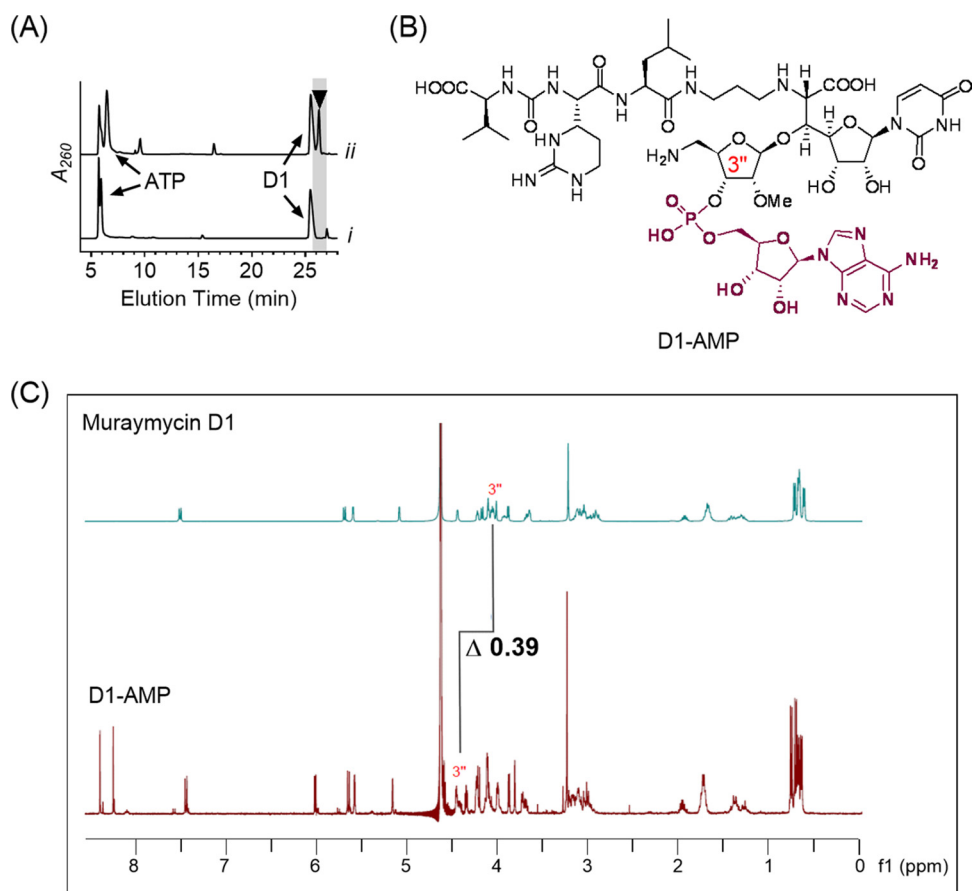 (A)
A260
ii
ATP
D1
i
5 10 15 20 25
Elution Time (min)
(B)
HOOC
H
N
H
N
O
O
N
H
O
H
N
H
N
H
COOH
O
N
NH
O
O
H
HO
OH
H2N
3"
O
O
O
OMe
HN
N
H
NH
O
P
HO
O
O
HO
OH
N
N
N
N
NH2
D1-AMP
(C)
Muraymycin D1
3"
Δ 0.39
D1-AMP
3"
8 7 6 5 4 3 2 1 0 f1 (ppm)